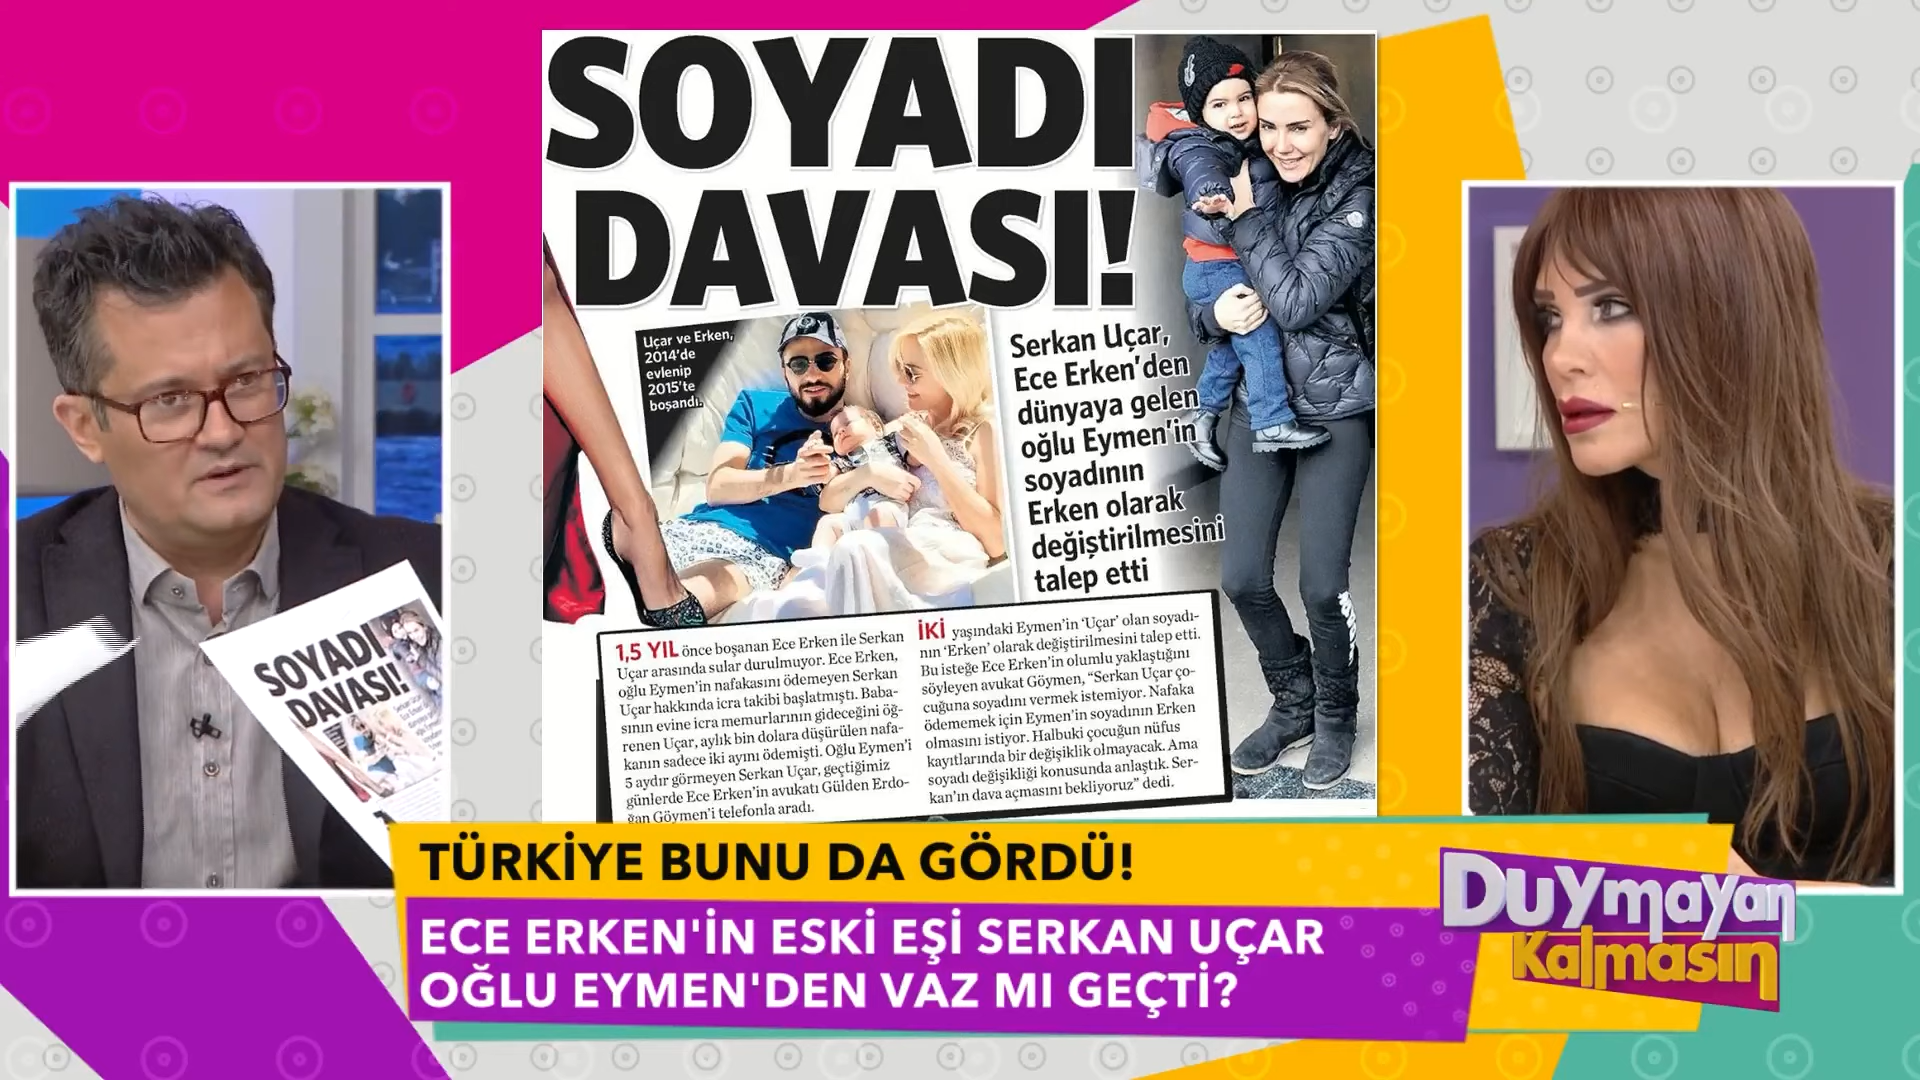 SOYADI
DAVASI!
Uçar ve Erken,
2014'de
evlenip
2015'te
boşandı.
Serkan Uçar,
Ece Erken'den
dünyaya gelen
oğlu Eymen'in
soyadının
Erken olarak
değiştirilmesini
talep etti
1,5 YIL önce boşanan Ece Erken ile Serkan
Uçar arasında sular durulmuyor. Ece Erken,
oğlu Eymen'in nafakasını ödemeyen Serkan
Uçar hakkında icra takibi başlatmıştı. Baba-
sının evine icra memurlarının gideceğini öğ-
renen Uçar, aylık bin dolara düşürülen nafa-
kanın sadece iki ayını ödemişti. Oğlu Eymen'i
5 aydır görmeyen Serkan Uçar, geçtiğimiz
günlerde Ece Erken'in avukatı Gülden Erdo-
ğan Göymen'i telefonla aradı.
İKİ yaşındaki Eymen'in 'Uçar' olan soyadı-
nın 'Erken' olarak değiştirilmesini talep etti.
Bu isteğe Ece Erken'in olumlu yaklaştığını
söyleyen avukat Göymen, "Serkan Uçar ço-
cuğuna soyadını vermek istemiyor. Nafaka
ödememek için Eymen'in soyadının Erken
olmasını istiyor. Halbuki çocuğun nüfus
kayıtlarında bir değişiklik olmayacak. Ama
soyadı değişikliği konusunda anlaştık. Ser-
kan'ın dava açmasını bekliyoruz" dedi.
SOYADI
DAVASI!
TÜRKİYE BUNU DA GÖRDÜ!
ECE ERKEN'İN ESKİ EŞİ SERKAN UÇAR
OĞLU EYMEN'DEN VAZ MI GEÇTİ?
Duymayan
Kalmasın